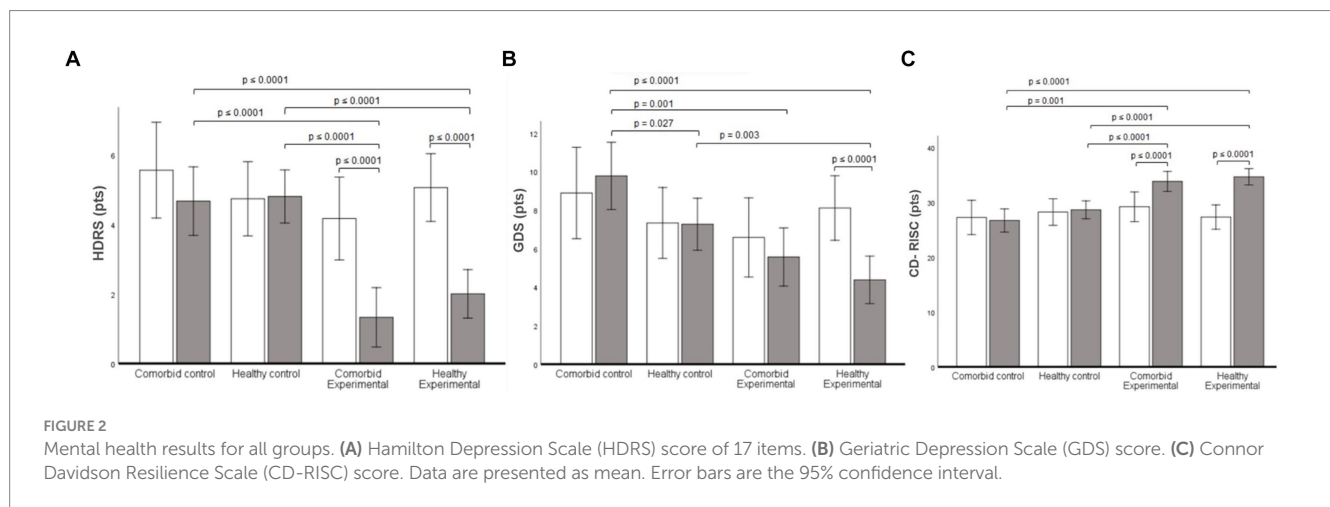 A
p ≤ 0.0001
p ≤ 0.0001
p ≤ 0.0001
p ≤ 0.0001
p ≤ 0.0001
p ≤ 0.0001
HDRS (pts)
6
4
2
0
Comorbid control
Healthy control
Comorbid
Experimental
Healthy
Experimental
B
p ≤ 0.0001
p = 0.001
p = 0.027
p = 0.003
p ≤ 0.0001
GDS (pts)
12
10
8
6
4
2
0
Comorbid control
Healthy control
Comorbid
Experimental
Healthy
Experimental
C
p ≤ 0.0001
p = 0.001
p ≤ 0.0001
p ≤ 0.0001
p ≤ 0.0001
p ≤ 0.0001
CD- RISC (pts)
40
30
20
10
0
Comorbid control
Healthy control
Comorbid
Experimental
Healthy
Experimental
FIGURE 2
Mental health results for all groups. (A) Hamilton Depression Scale (HDRS) score of 17 items. (B) Geriatric Depression Scale (GDS) score. (C) Connor
Davidson Resilience Scale (CD-RISC) score. Data are presented as mean. Error bars are the 95% confidence interval.